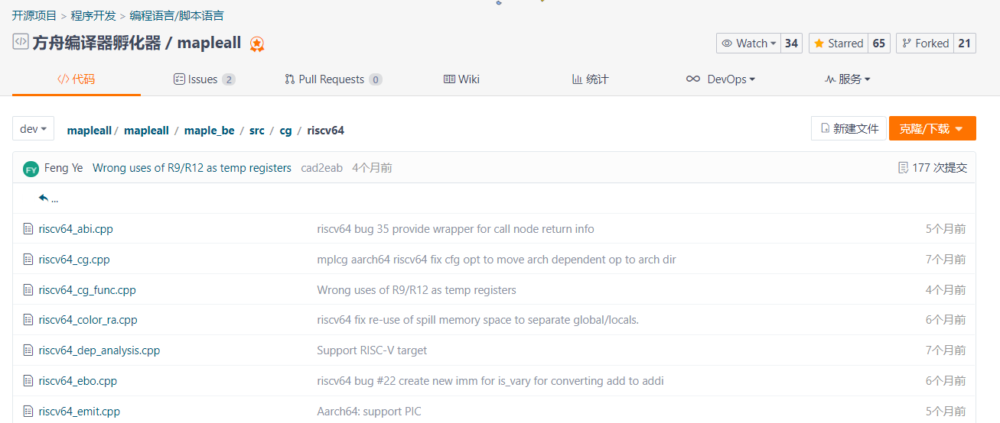 开源项目 > 程序开发 > 编程语言/脚本语言
方舟编译器孵化器 / mapleall
Watch 34 Starred 65 Forked 21
代码 Issues 2 Pull Requests 0 Wiki 统计 DevOps 服务
dev mapleall / mapleall / maple_be / src / cg / riscv64 新建文件 克隆/下载
FY Feng Ye Wrong uses of R9/R12 as temp registers cad2eab 4个月前 177 次提交
...
riscv64_abi.cpp riscv64 bug 35 provide wrapper for call node return info 5个月前
riscv64_cg.cpp mplcg aarch64 riscv64 fix cfg opt to move arch dependent op to arch dir 7个月前
riscv64_cg_func.cpp Wrong uses of R9/R12 as temp registers 4个月前
riscv64_color_ra.cpp riscv64 fix re-use of spill memory space to separate global/locals. 6个月前
riscv64_dep_analysis.cpp Support RISC-V target 7个月前
riscv64_ebo.cpp riscv64 bug #22 create new imm for is_vary for converting add to addi 6个月前
riscv64_emit.cpp Aarch64: support PIC 5个月前